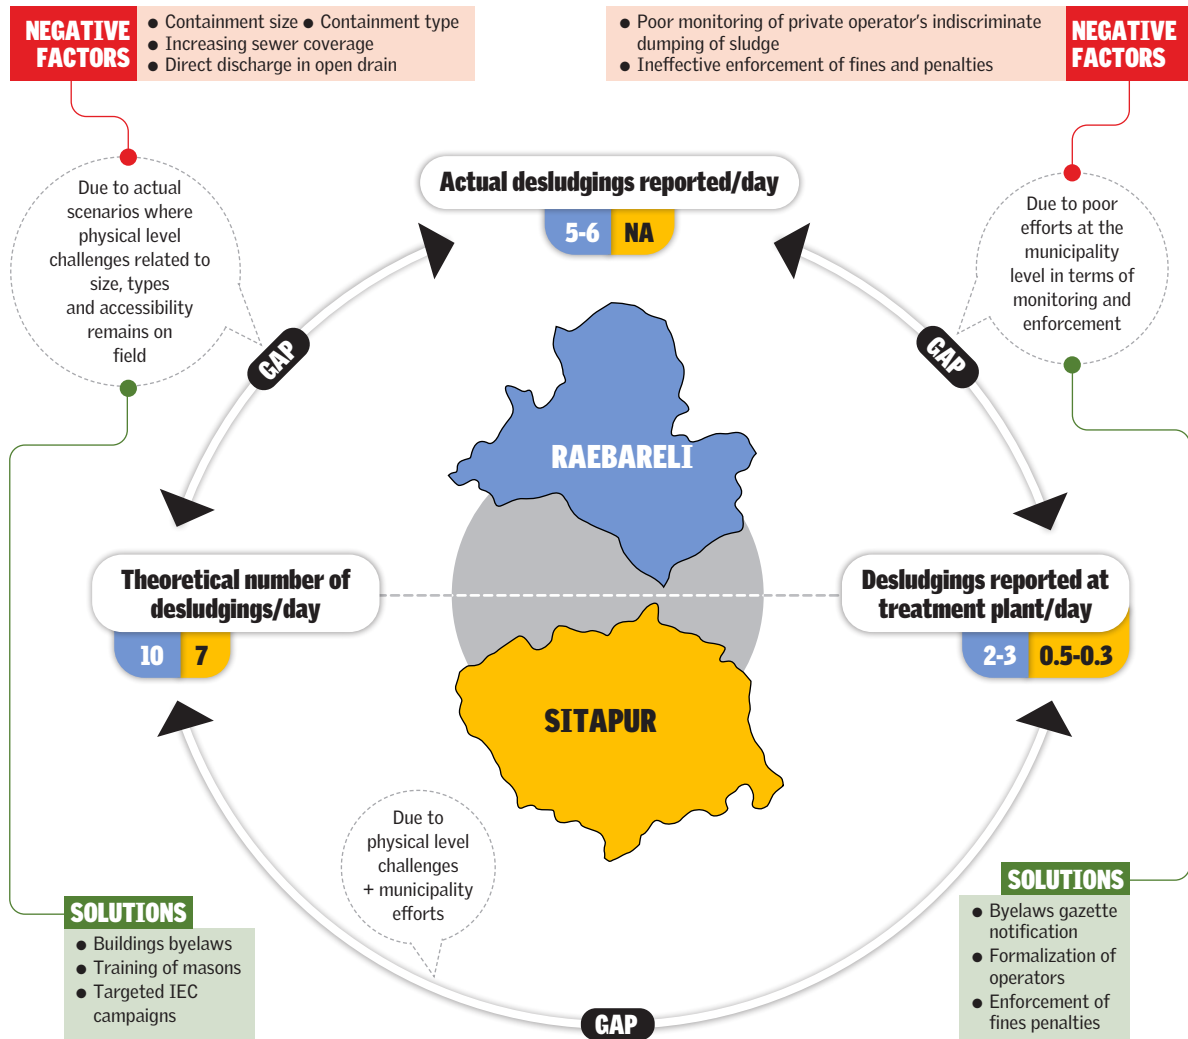 NEGATIVE
FACTORS
● Containment size ● Containment type
● Increasing sewer coverage
● Direct discharge in open drain
● Poor monitoring of private operator’s indiscriminate
dumping of sludge
● Ineffective enforcement of fines and penalties
NEGATIVE
FACTORS
Due to actual
scenarios where
physical level
challenges related to
size, types
and accessibility
remains on
field
Actual desludgings reported/day
5-6 NA
Due to poor
efforts at the
municipality
level in terms of
monitoring and
enforcement
GAP
GAP
RAEBARELI
Theoretical number of
desludgings/day
10 7
Desludgings reported at
treatment plant/day
2-3 0.5-0.3
SITAPUR
Due to
physical level
challenges
+ municipality
efforts
GAP
SOLUTIONS
● Buildings byelaws
● Training of masons
● Targeted IEC
campaigns
SOLUTIONS
● Byelaws gazette
notification
● Formalization of
operators
● Enforcement of
fines penalties